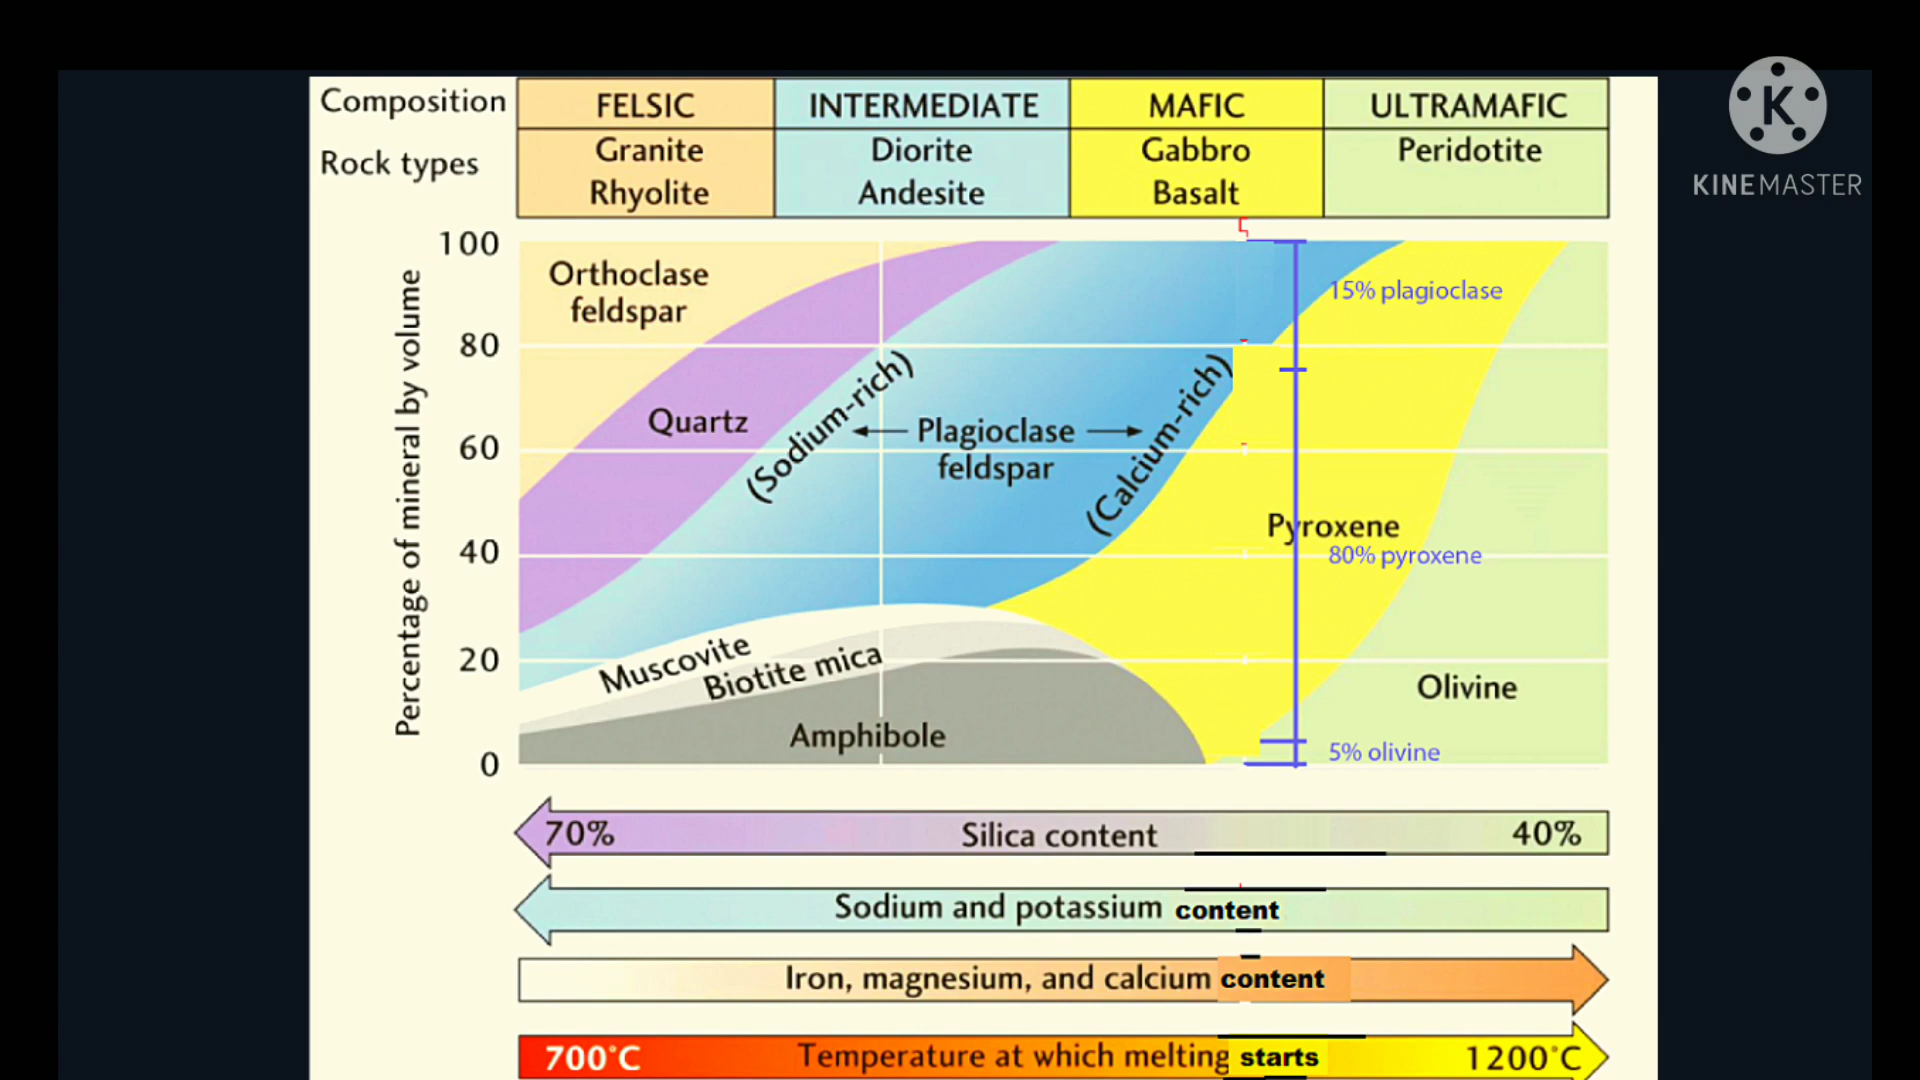 KINEMASTER
Composition FELSIC INTERMEDIATE MAFIC ULTRAMAFIC
Rock types Granite Diorite Gabbro Peridotite
Rhyolite Andesite Basalt
Percentage of mineral by volume
100
80
60
40
20
0
Orthoclase
feldspar
Quartz
(Sodium-rich)
Plagioclase
feldspar
(Calcium-rich)
Pyroxene
Muscovite
Biotite mica
Amphibole
Olivine
15% plagioclase
80% pyroxene
5% olivine
70% Silica content 40%
Sodium and potassium content
Iron, magnesium, and calcium content
700°C Temperature at which melting starts 1200°C